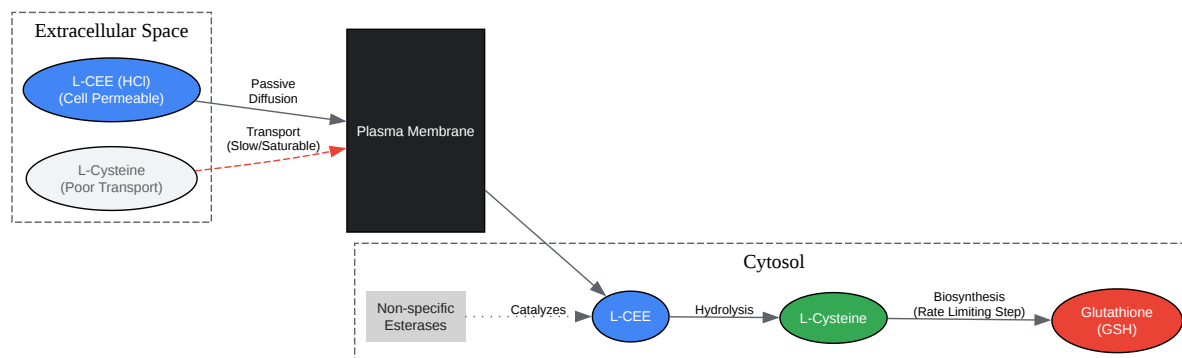 Extracellular Space
L-CEE (HCl)
(Cell Permeable)
Passive
Diffusion
Transport
(Slow/Saturable)
L-Cysteine
(Poor Transport)
Plasma Membrane
Cytosol
Non-specific
Esterases
Catalyzes
L-CEE
Hydrolysis
L-Cysteine
Biosynthesis
(Rate Limiting Step)
Glutathione
(GSH)